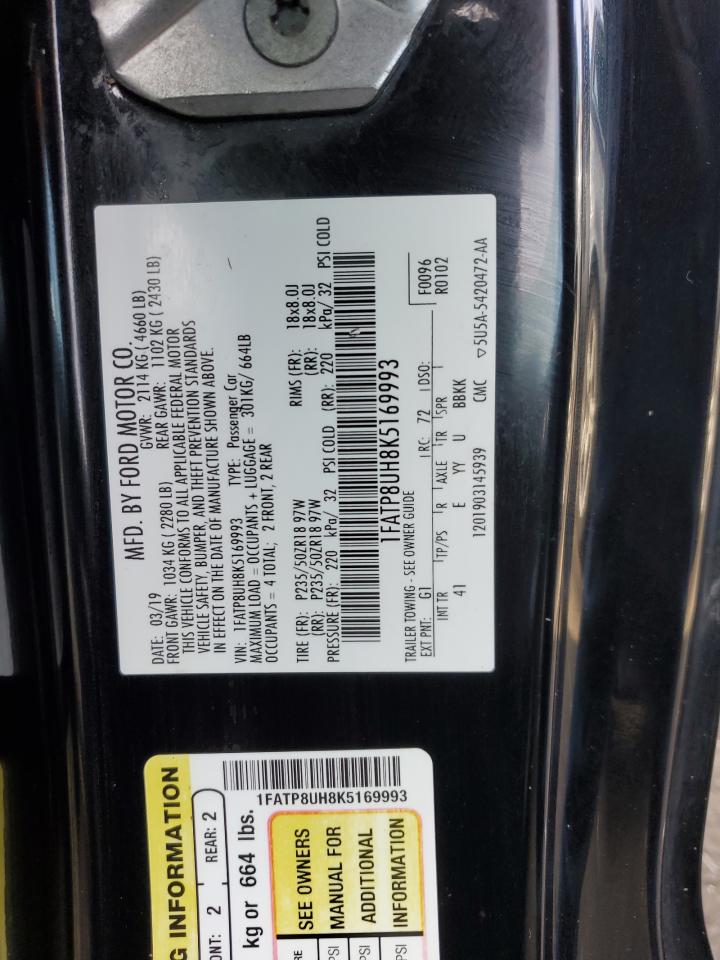 MFD. BY FORD MOTOR CO.
DATE: 03/19 GVWR: 2114 KG ( 4660 LB)
FRONT GAWR: 1034 KG ( 2280 LB) REAR GAWR: 1102 KG ( 2430 LB)
THIS VEHICLE CONFORMS TO ALL APPLICABLE FEDERAL MOTOR
VEHICLE SAFETY, BUMPER, AND THEFT PREVENTION STANDARDS
IN EFFECT ON THE DATE OF MANUFACTURE SHOWN ABOVE.
VIN: 1FATP8UH8K5169993 TYPE: Passenger Car
MAXIMUM LOAD = OCCUPANTS + LUGGAGE = 301KG/ 664LB
OCCUPANTS = 4 TOTAL; 2 FRONT, 2 REAR
TIRE (FR): P235/50ZR18 97W RIMS (FR): 18x8.0J
(RR): P235/50ZR18 97W (RR): 18x8.0J
PRESSURE (FR): 220 kPa/ 32 PSI COLD (RR): 220 kPa/ 32 PSI COLD
1FATP8UH8K5169993
TRAILER TOWING - SEE OWNER GUIDE F0096
EXT PNT: G1 RC: 72 DSO: R0102
INT TR TP/PS R AXLE TR SPR
41 E YY U BBKK
1201903145939 CMC ▽5U5A-5420472-AA
1FATP8UH8K5169993
G INFORMATION
ONT: 2 REAR: 2
kg or 664 lbs.
SEE OWNERS
MANUAL FOR
ADDITIONAL
INFORMATION
RE
PSI
PSI